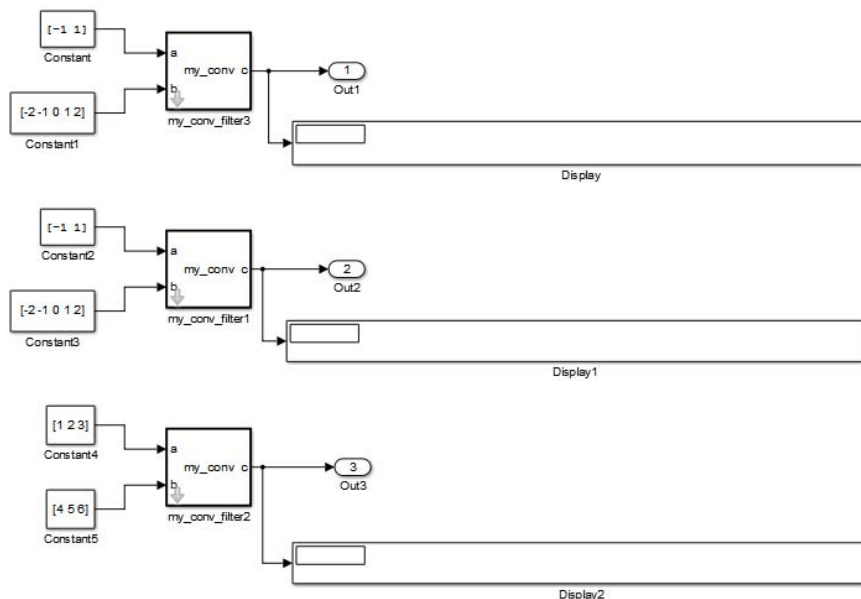 [-1 1]
Constant
a
my_conv c
b
my_conv_filter3
1
Out1
[-2 -1 0 1 2]
Constant1
Display
[-1 1]
Constant2
a
my_conv c
b
my_conv_filter1
2
Out2
[-2 -1 0 1 2]
Constant3
Display1
[1 2 3]
Constant4
a
my_conv c
b
my_conv_filter2
3
Out3
[4 5 6]
Constant5
Display2